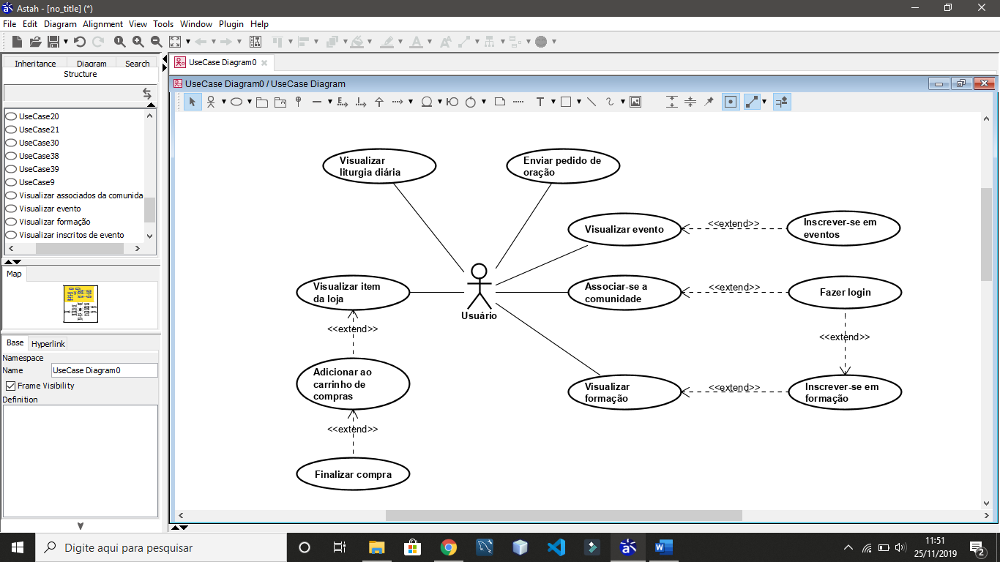 Astah - [no_title] (*)
File Edit Diagram Alignment View Tools Window Plugin Help
Inheritance Diagram Search
Structure
UseCase20
UseCase21
UseCase30
UseCase38
UseCase39
UseCase9
Visualizar associados da comunida
Visualizar evento
Visualizar formação
Visualizar inscritos de evento
Map
Base Hyperlink
Namespace
Name UseCase Diagram0
Frame Visibility
Definition
UseCase Diagram0
UseCase Diagram0 / UseCase Diagram
Visualizar
liturgia diária
Enviar pedido de
oração
Visualizar evento
<<extend>>
Inscrever-se em
eventos
Visualizar item
da loja
Usuário
Associar-se a
comunidade
<<extend>>
Fazer login
<<extend>>
<<extend>>
Adicionar ao
carrinho de
compras
Visualizar
formação
<<extend>>
Inscrever-se em
formação
<<extend>>
Finalizar compra
Digite aqui para pesquisar
11:51
25/11/2019
2